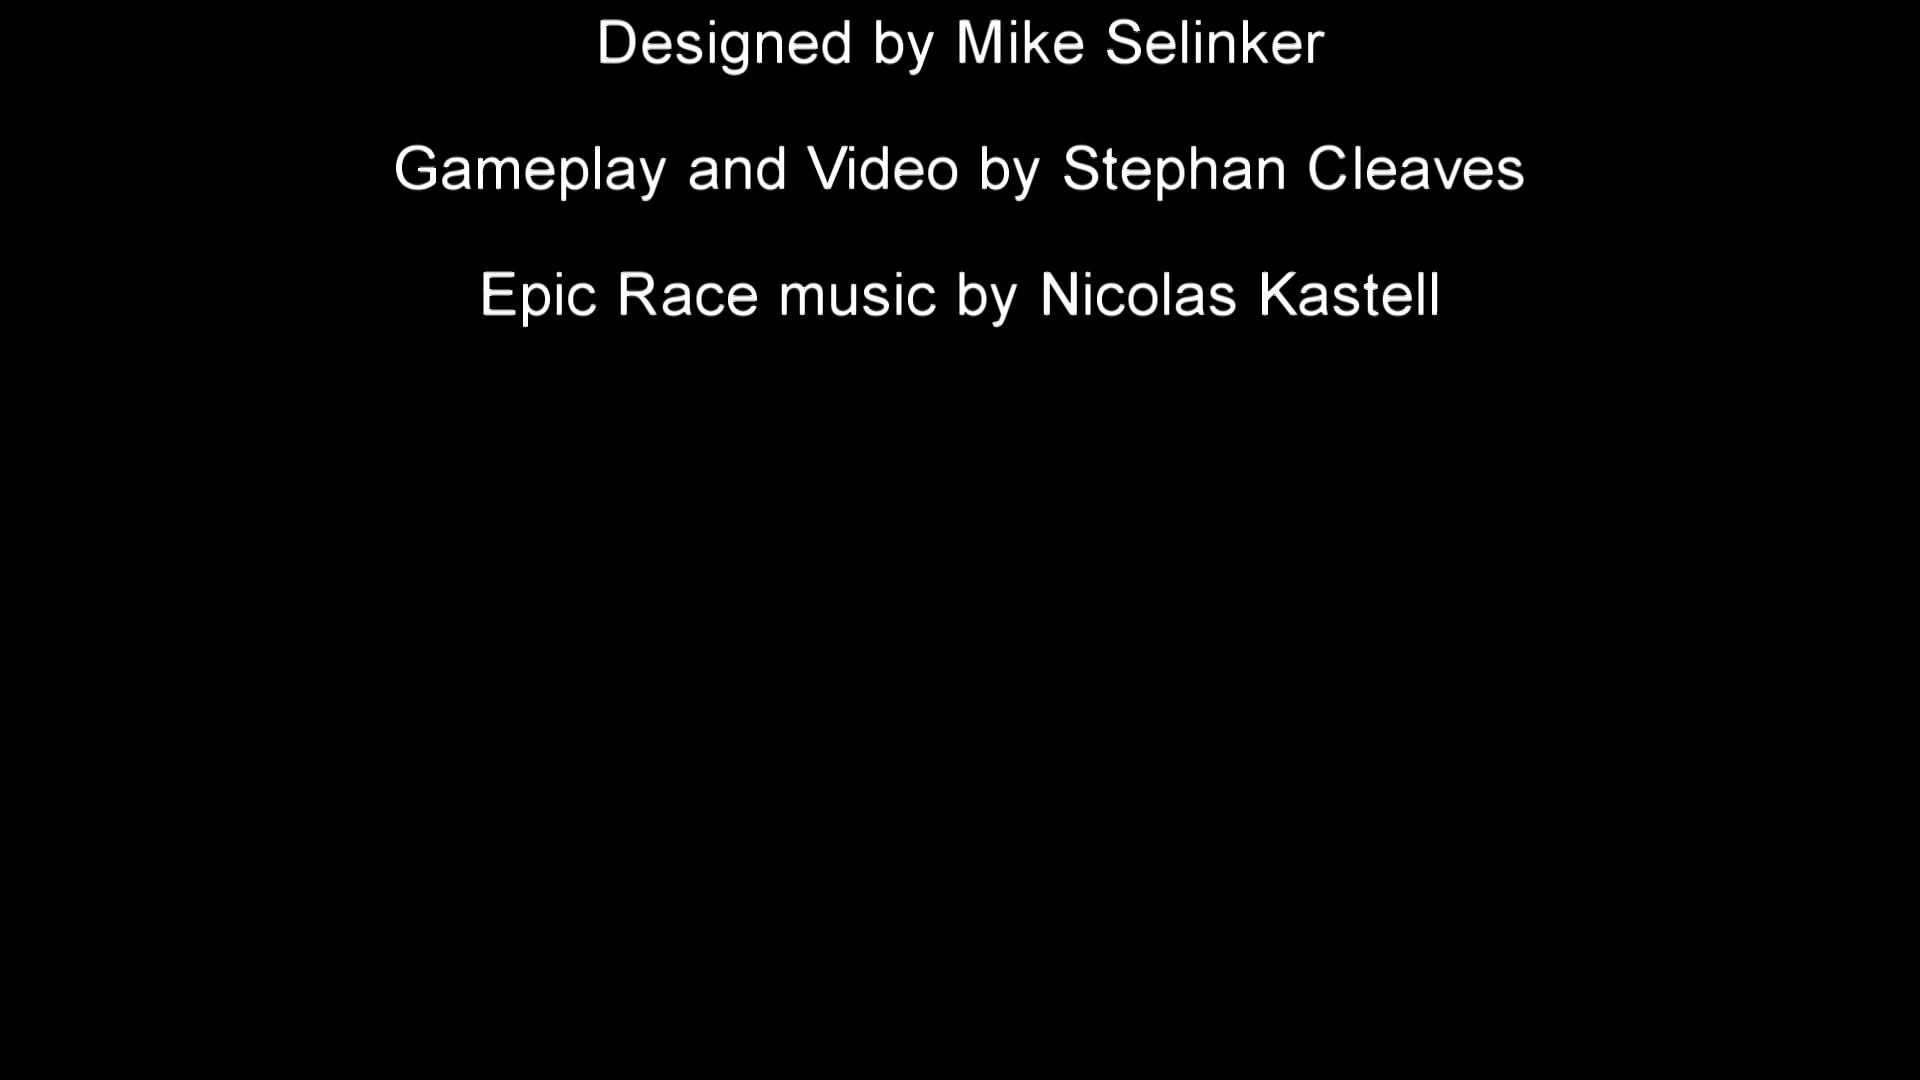 Designed by Mike Selinker
Gameplay and Video by Stephan Cleaves
Epic Race music by Nicolas Kastell